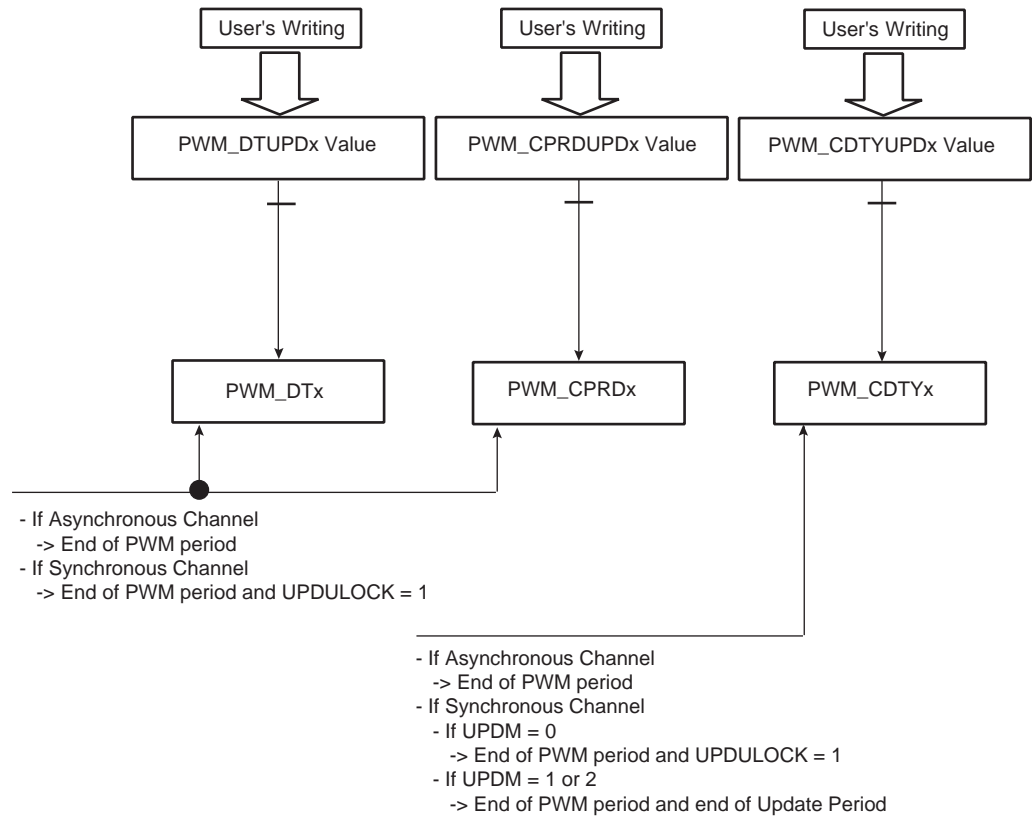 User's Writing
User's Writing
User's Writing
PWM_DTUPDx Value
PWM_CPRDUPDx Value
PWM_CDTYUPDx Value
PWM_DTx
PWM_CPRDx
PWM_CDTYx
- If Asynchronous Channel
-> End of PWM period
- If Synchronous Channel
-> End of PWM period and UPDULOCK = 1
- If Asynchronous Channel
-> End of PWM period
- If Synchronous Channel
- If UPDM = 0
-> End of PWM period and UPDULOCK = 1
- If UPDM = 1 or 2
-> End of PWM period and end of Update Period